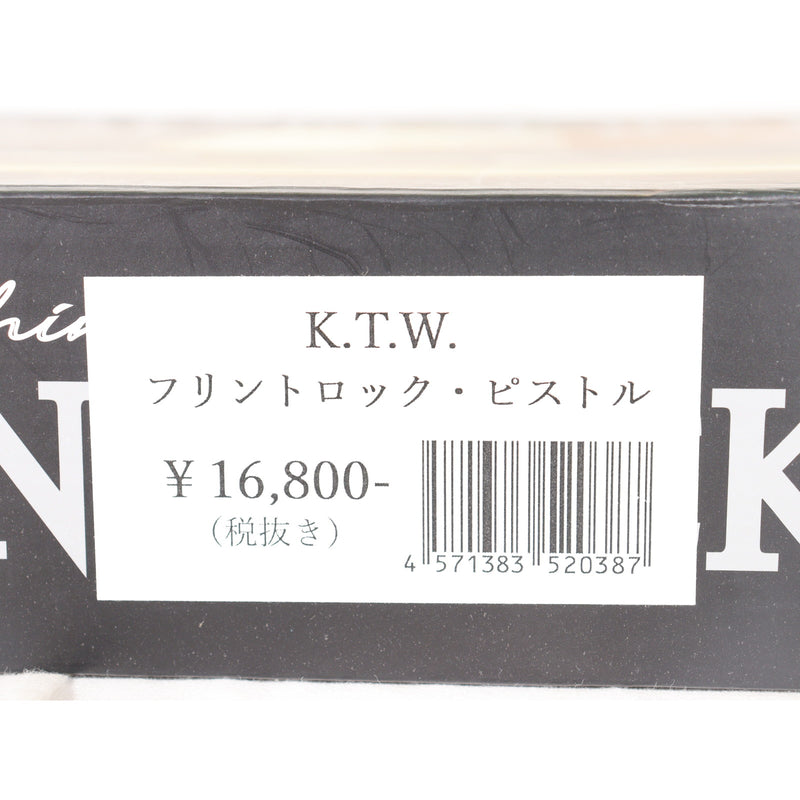 K.T.W.
フリントロック・ピストル
¥ 16,800-
(税抜き)
4 571383 520387